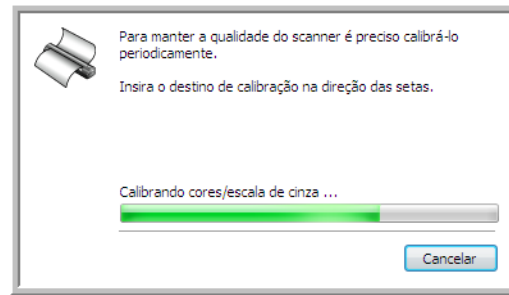 Para manter a qualidade do scanner é preciso calibrá-lo
periodicamente.
Insira o destino de calibração na direção das setas.
Calibrando cores/escala de cinza ...
Cancelar